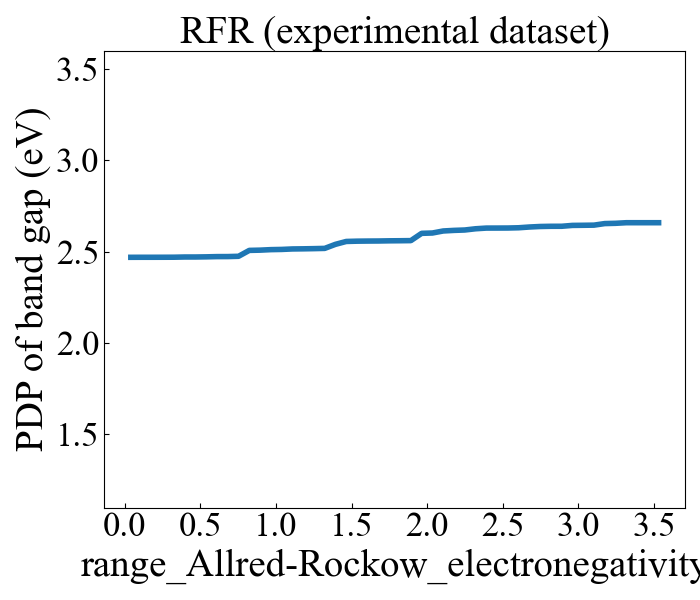 RFR (experimental dataset)
PDP of band gap (eV)
3.5
3.0
2.5
2.0
1.5
0.0 0.5 1.0 1.5 2.0 2.5 3.0 3.5
range_Allred-Rockow_electronegativity